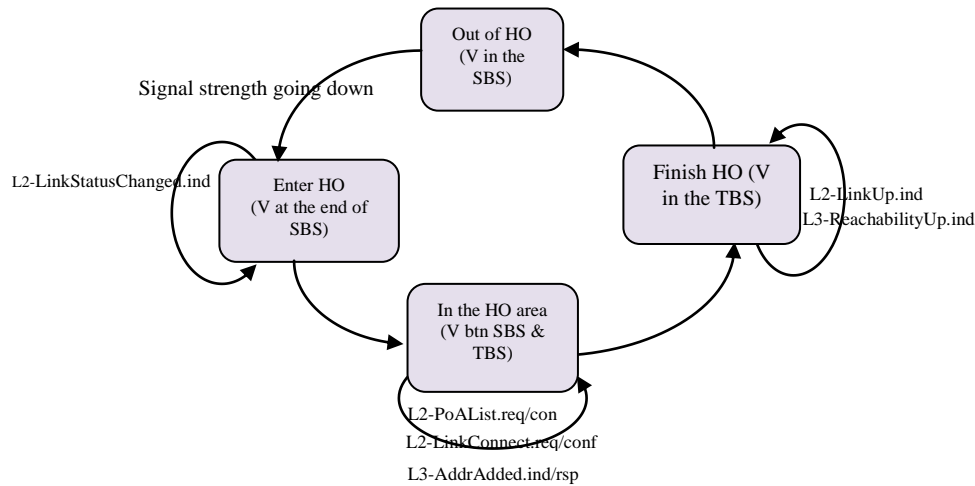 Out of HO
(V in the
SBS)
Signal strength going down
L2-LinkStatusChanged.ind
Enter HO
(V at the end of
SBS)
Finish HO (V
in the TBS)
L2-LinkUp.ind
L3-ReachabilityUp.ind
In the HO area
(V btn SBS &
TBS)
L2-PoAList.req/con
L2-LinkConnect.req/conf
L3-AddrAdded.ind/rsp